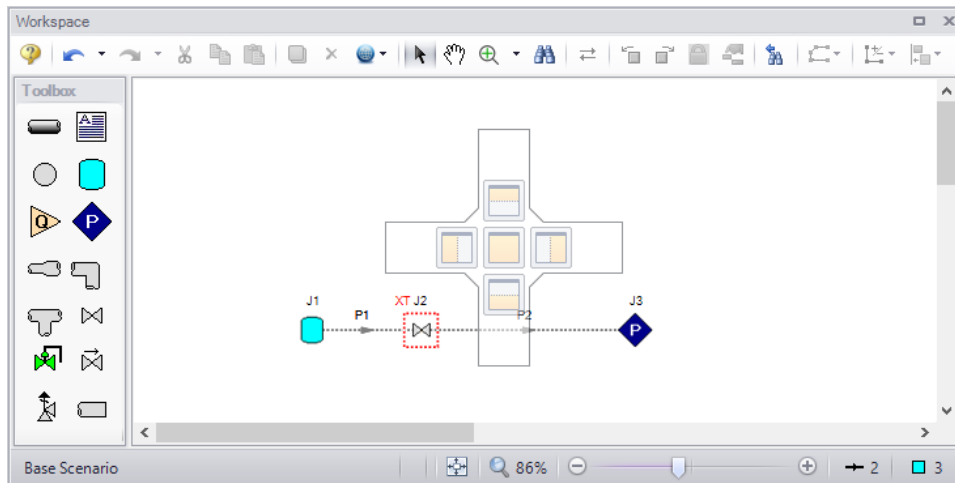 Workspace
Toolbox
A
Q
P
J1
P1
XT J2
P2
J3
P
Base Scenario
86%
2
3